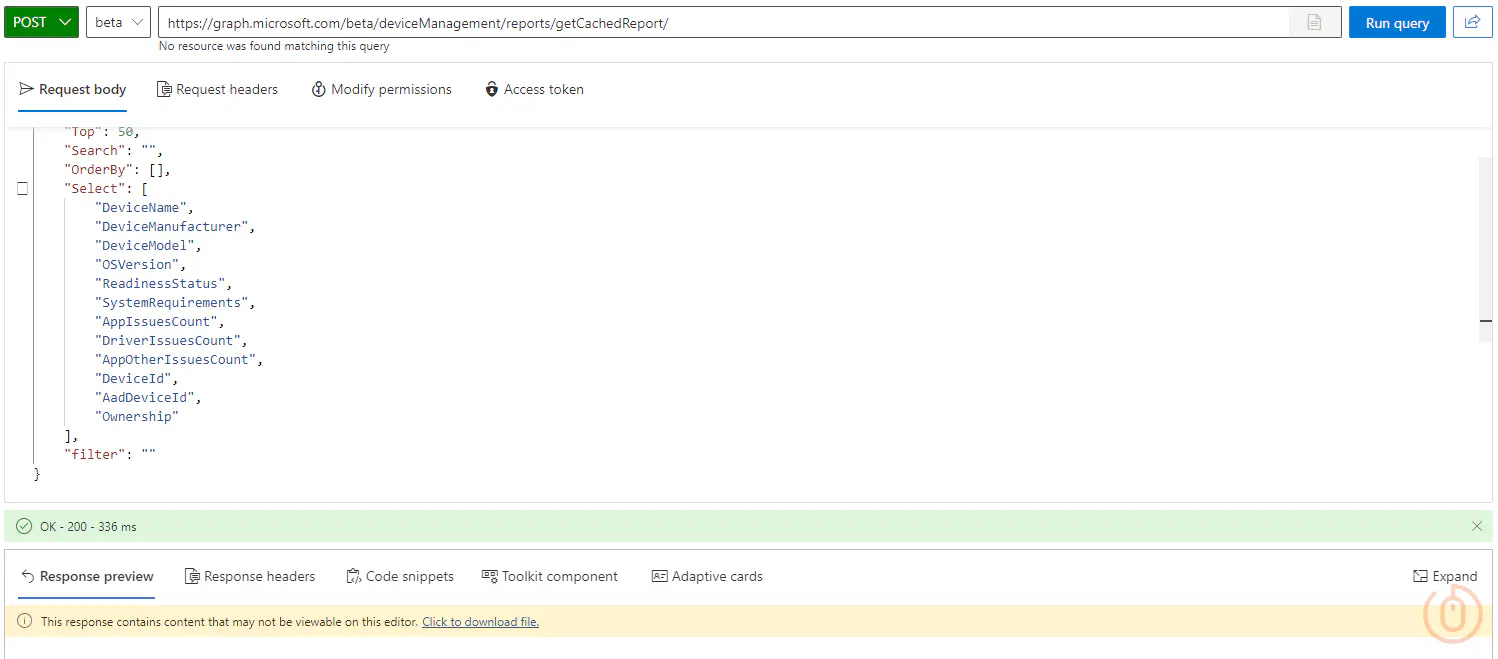 POST beta https://graph.microsoft.com/beta/deviceManagement/reports/getCachedReport/ Run query
No resource was found matching this query
Request body Request headers Modify permissions Access token
"Top": 50,
"Search": "",
"OrderBy": [],
"Select": [
"DeviceName",
"DeviceManufacturer",
"DeviceModel",
"OSVersion",
"ReadinessStatus",
"SystemRequirements",
"AppIssuesCount",
"DriverIssuesCount",
"AppOtherIssuesCount",
"DeviceId",
"AadDeviceId",
"Ownership"
],
"filter": ""
}
OK - 200 - 336 ms
Response preview Response headers Code snippets Toolkit component Adaptive cards Expand
This response contains content that may not be viewable on this editor. Click to download file.